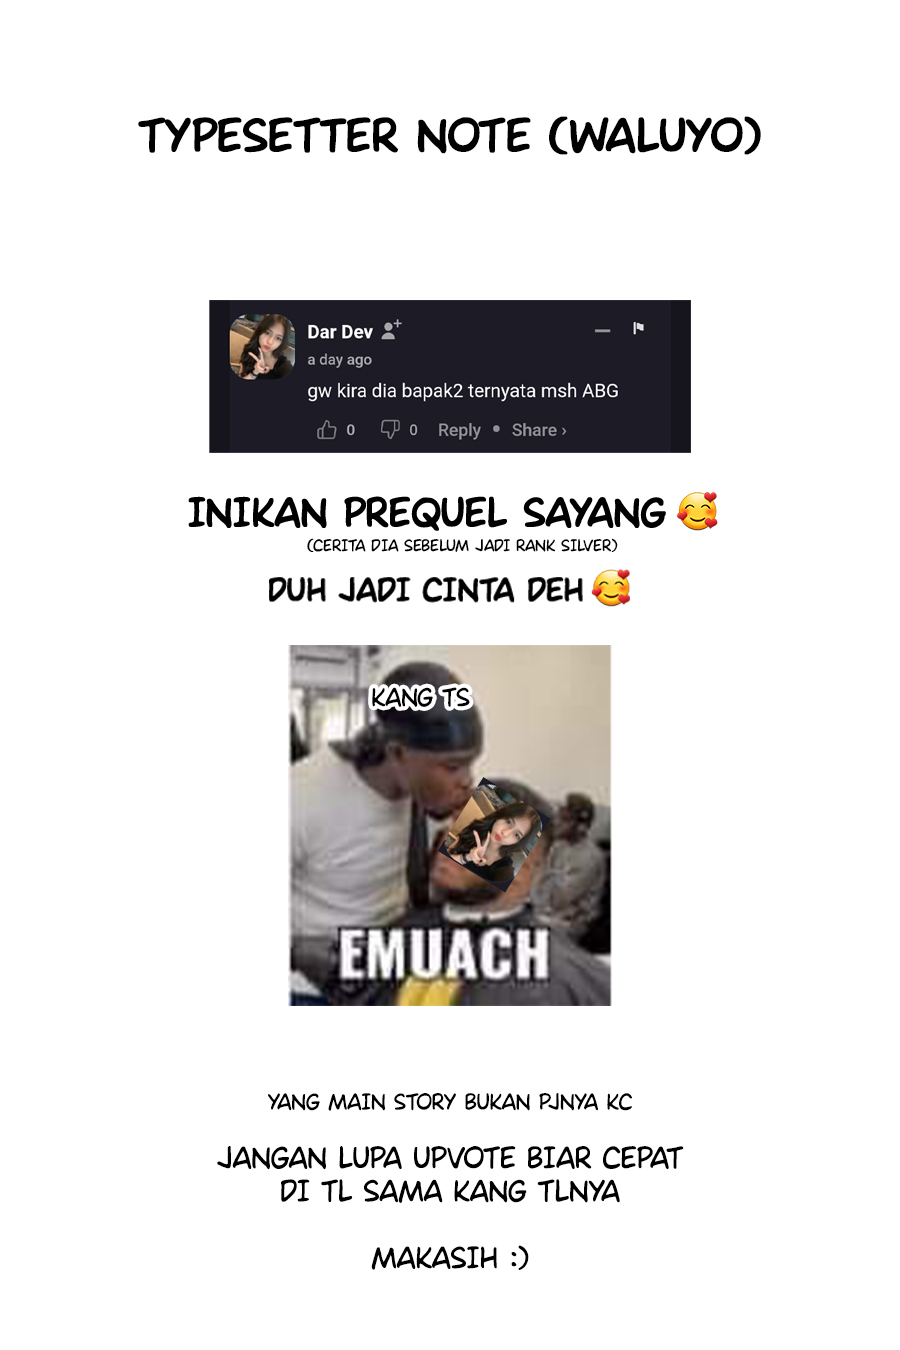 TYPESETTER NOTE (WALUYO)
Dar Dev
a day ago
gw kira dia bapak2 ternyata msh ABG
0 0 Reply • Share ›
INIKAN PREQUEL SAYANG 🥰
(CERITA DIA SEBELUM JADI RANK SILVER)
DUH JADI CINTA DEH 🥰
KANG TS
EMUACH
YANG MAIN STORY BUKAN PJNYA KC
JANGAN LUPA UPVOTE BIAR CEPAT
DI TL SAMA KANG TLNYA
MAKASIH :)